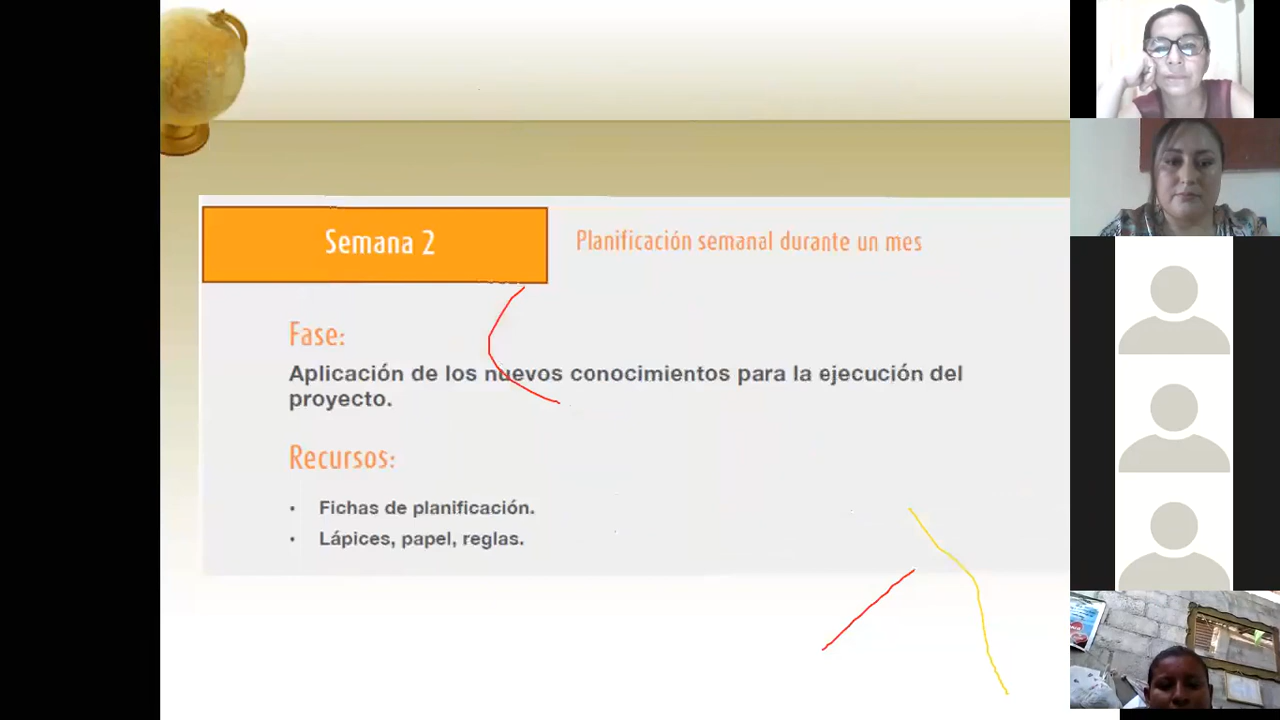 Semana 2
Planificación semanal durante un mes
Fase:
Aplicación de los nuevos conocimientos para la ejecución del
proyecto.
Recursos:
• Fichas de planificación.
• Lápices, papel, reglas.